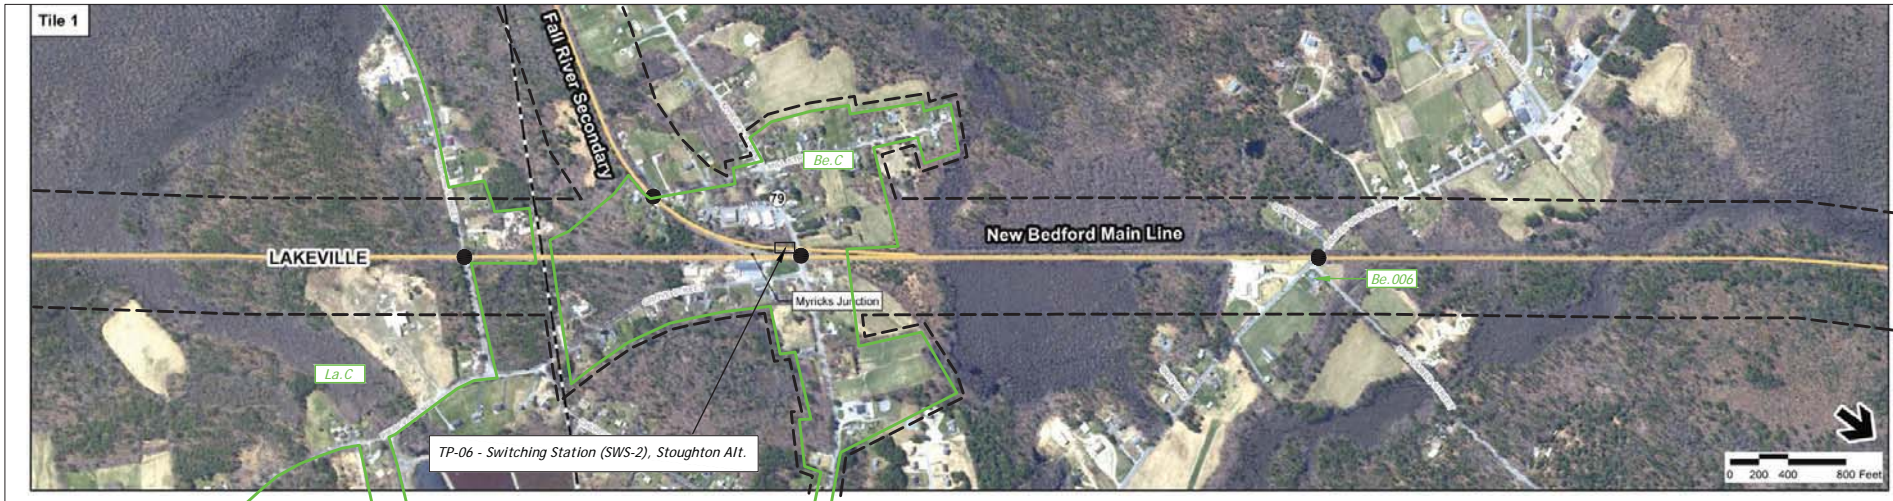 Tile 1
Fall River Secondary
Be.C
79
New Bedford Main Line
LAKEVILLE
Be.006
Myricks Junction
La.C
TP-06 - Switching Station (SWS-2), Stoughton Alt.
0 200 400 800 Feet